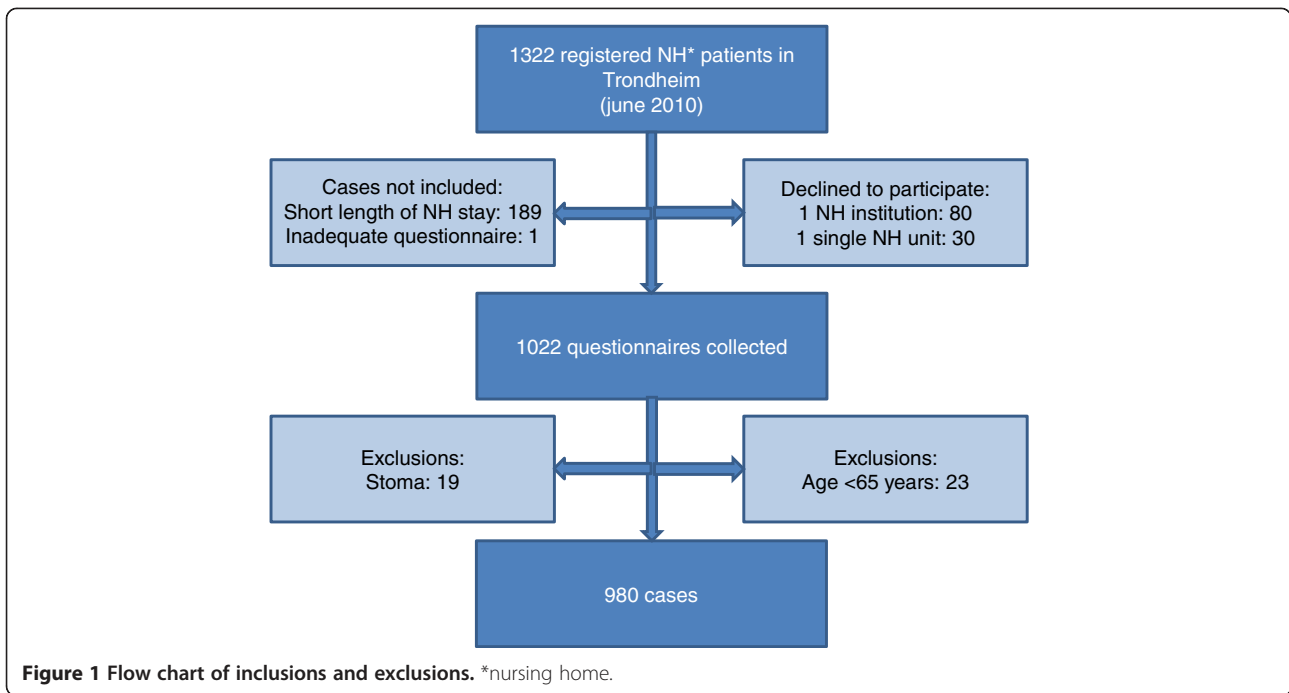 1322 registered NH* patients in
Trondheim
(june 2010)
Cases not included:
Short length of NH stay: 189
Inadequate questionnaire: 1
Declined to participate:
1 NH institution: 80
1 single NH unit: 30
1022 questionnaires collected
Exclusions:
Stoma: 19
Exclusions:
Age <65 years: 23
980 cases
Figure 1 Flow chart of inclusions and exclusions. *nursing home.